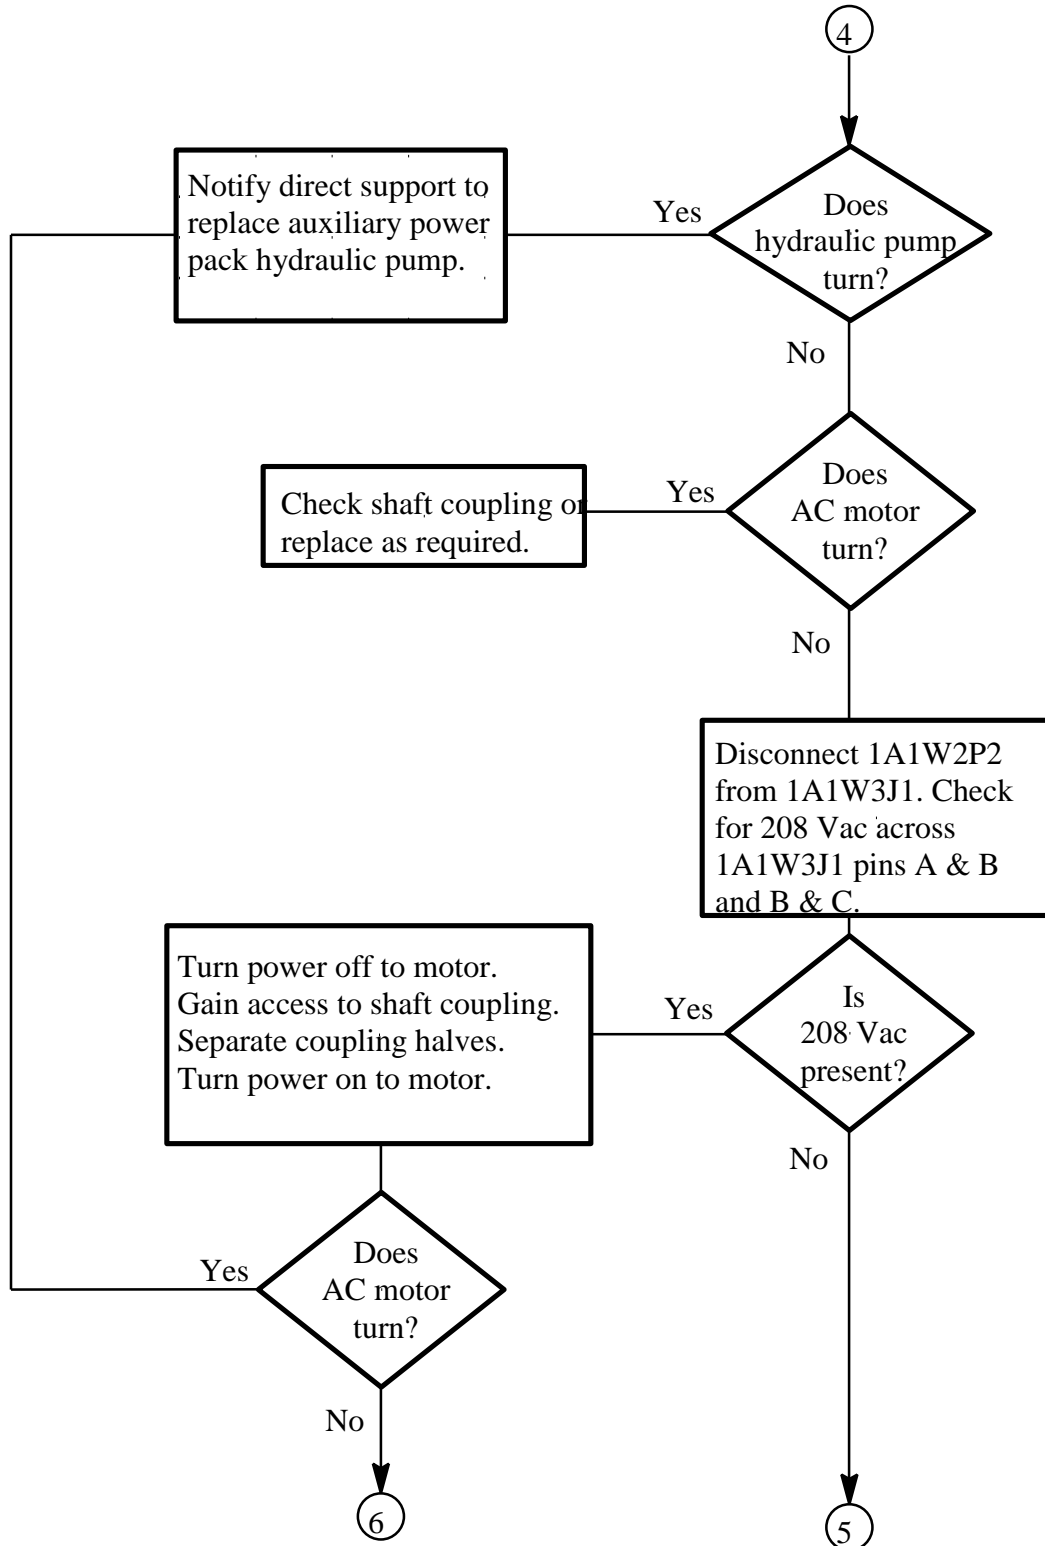 4
Does
hydraulic pump
turn?
Yes
Notify direct support to
replace auxiliary power
pack hydraulic pump.
No
Does
AC motor
turn?
Yes
Check shaft coupling or
replace as required.
No
Disconnect 1A1W2P2
from 1A1W3J1. Check
for 208 Vac across
1A1W3J1 pins A & B
and B & C.
Is
208 Vac
present?
Yes
Turn power off to motor.
Gain access to shaft coupling.
Separate coupling halves.
Turn power on to motor.
No
Does
AC motor
turn?
Yes
No
6
5